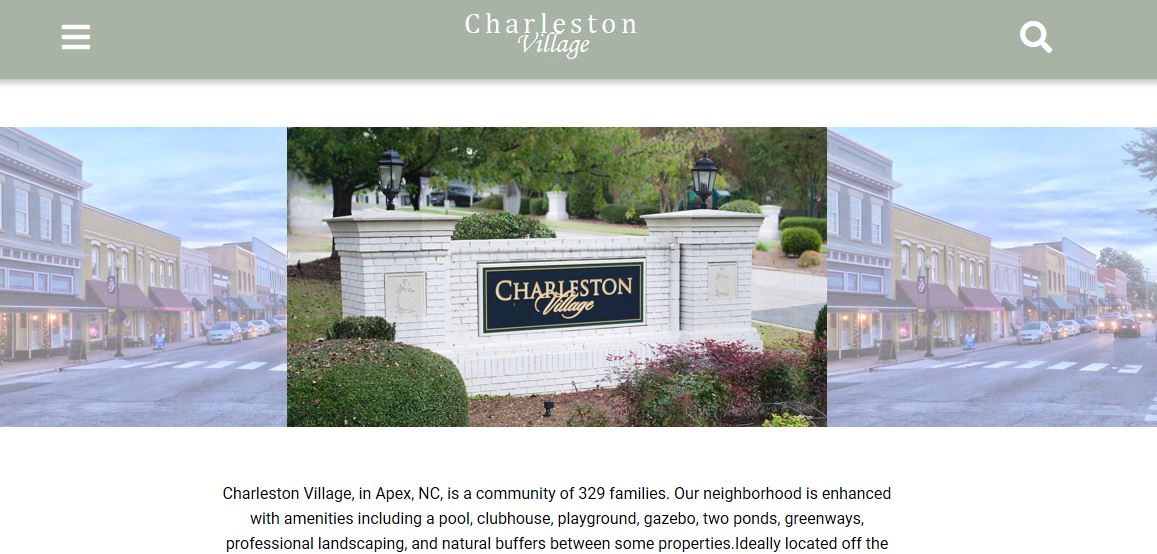 Charleston
Village
CHARLESTON
Village
Charleston Village, in Apex, NC, is a community of 329 families. Our neighborhood is enhanced
with amenities including a pool, clubhouse, playground, gazebo, two ponds, greenways,
professional landscaping, and natural buffers between some properties.Ideally located off the